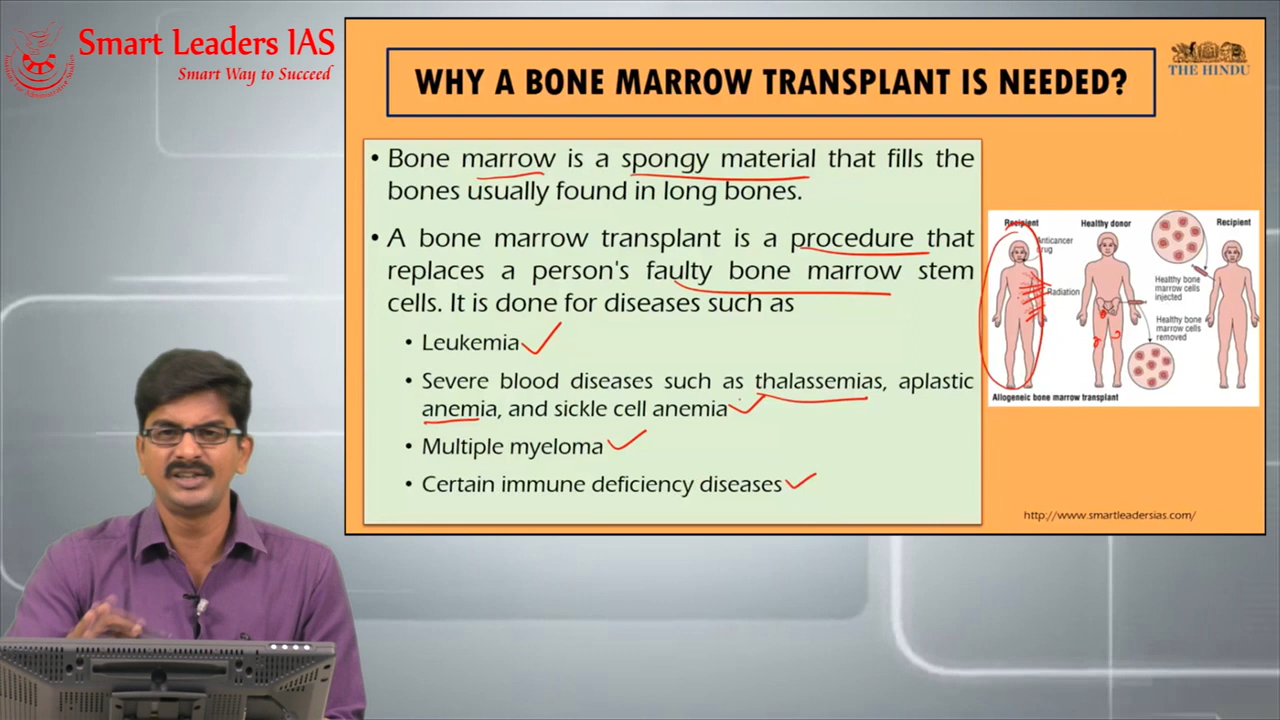 Smart Leaders IAS
Smart Way to Succeed
WHY A BONE MARROW TRANSPLANT IS NEEDED?
THE HINDU
• Bone marrow is a spongy material that fills the
bones usually found in long bones.
• A bone marrow transplant is a procedure that
replaces a person's faulty bone marrow stem
cells. It is done for diseases such as
• Leukemia
• Severe blood diseases such as thalassemias, aplastic
anemia, and sickle cell anemia
• Multiple myeloma
• Certain immune deficiency diseases
Recipient
Healthy donor
Recipient
Anticancer
drug
Radiation
Healthy bone
marrow cells
injected
Healthy bone
marrow cells
removed
Allogeneic bone marrow transplant
http://www.smartleadersias.com/